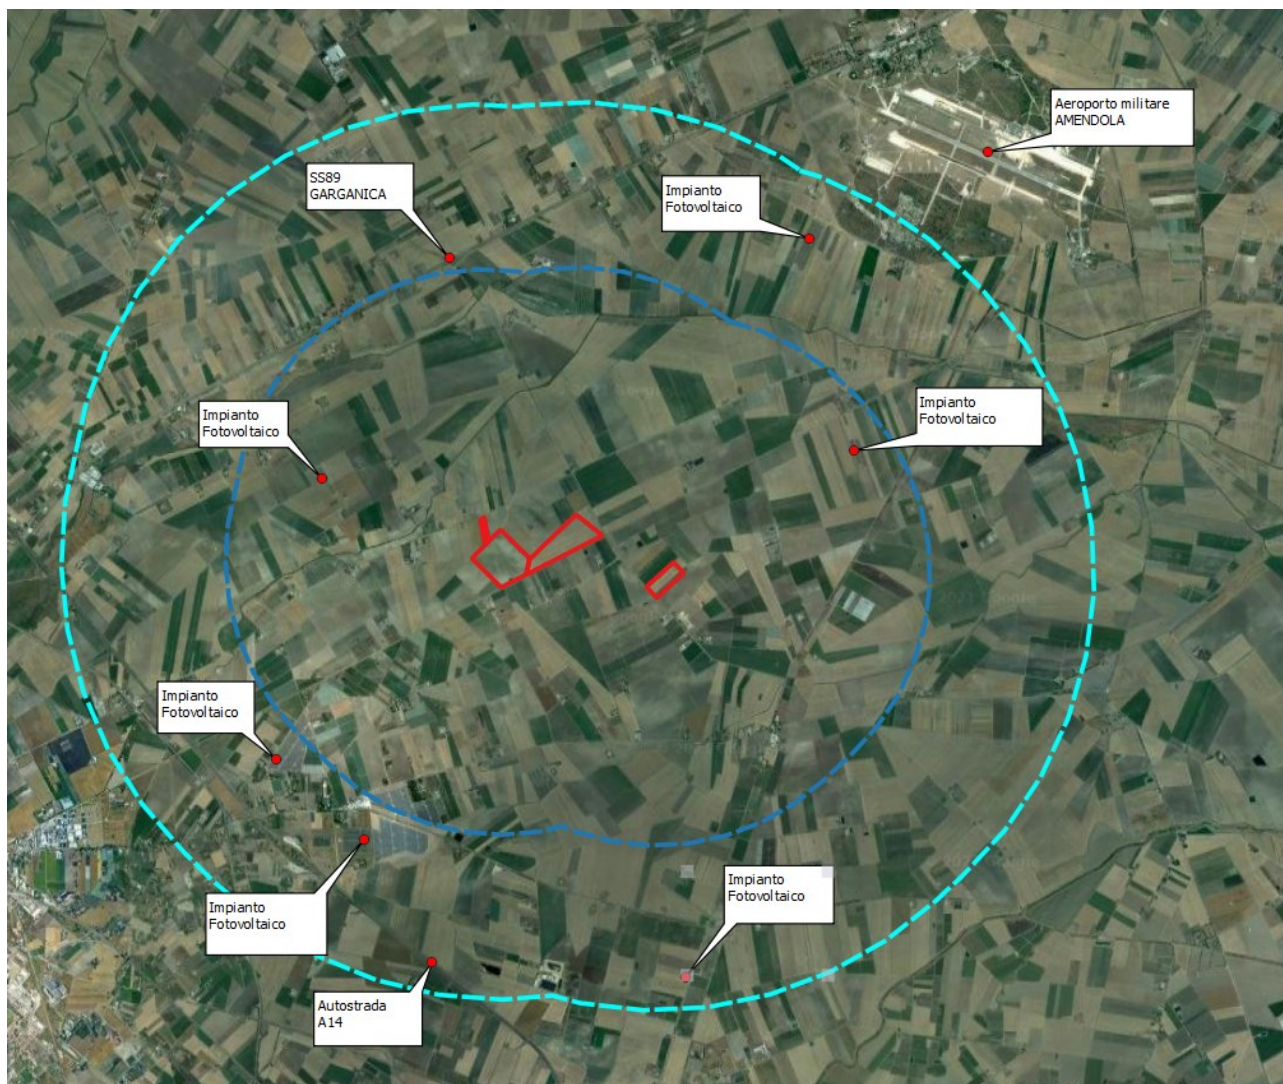 Aeroporto militare
AMENDOLA
SS89
GARGANICA
Impianto
Fotovoltaico
Impianto
Fotovoltaico
Impianto
Fotovoltaico
Impianto
Fotovoltaico
Impianto
Fotovoltaico
Impianto
Fotovoltaico
Autostrada
A14